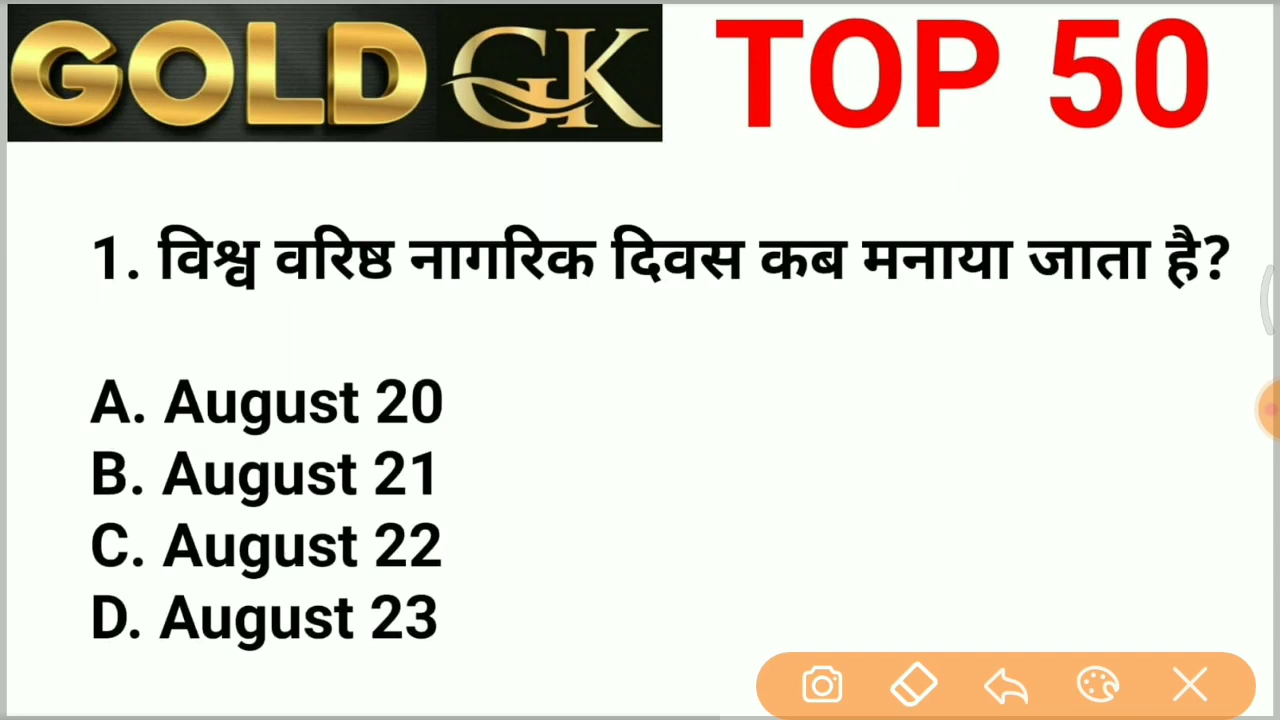 GOLD GK TOP 50
1. विश्व वरिष्ठ नागरिक दिवस कब मनाया जाता है?
A. August 20
B. August 21
C. August 22
D. August 23